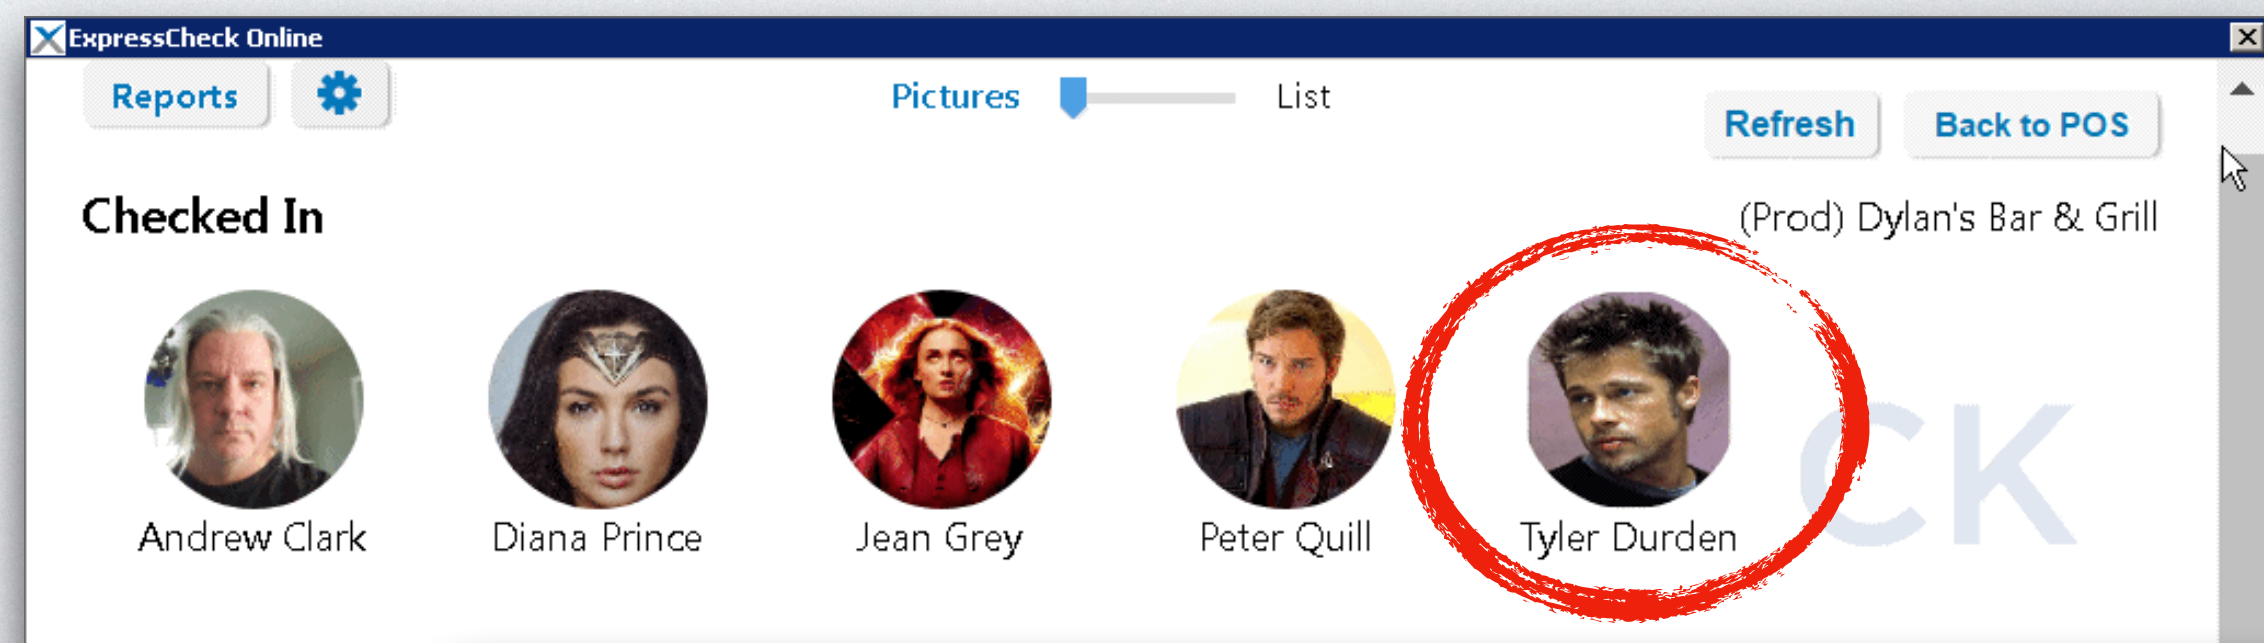 ExpressCheck Online
Reports
Pictures
List
Refresh
Back to POS
Checked In
(Prod) Dylan's Bar & Grill
CK
Andrew Clark
Diana Prince
Jean Grey
Peter Quill
Tyler Durden